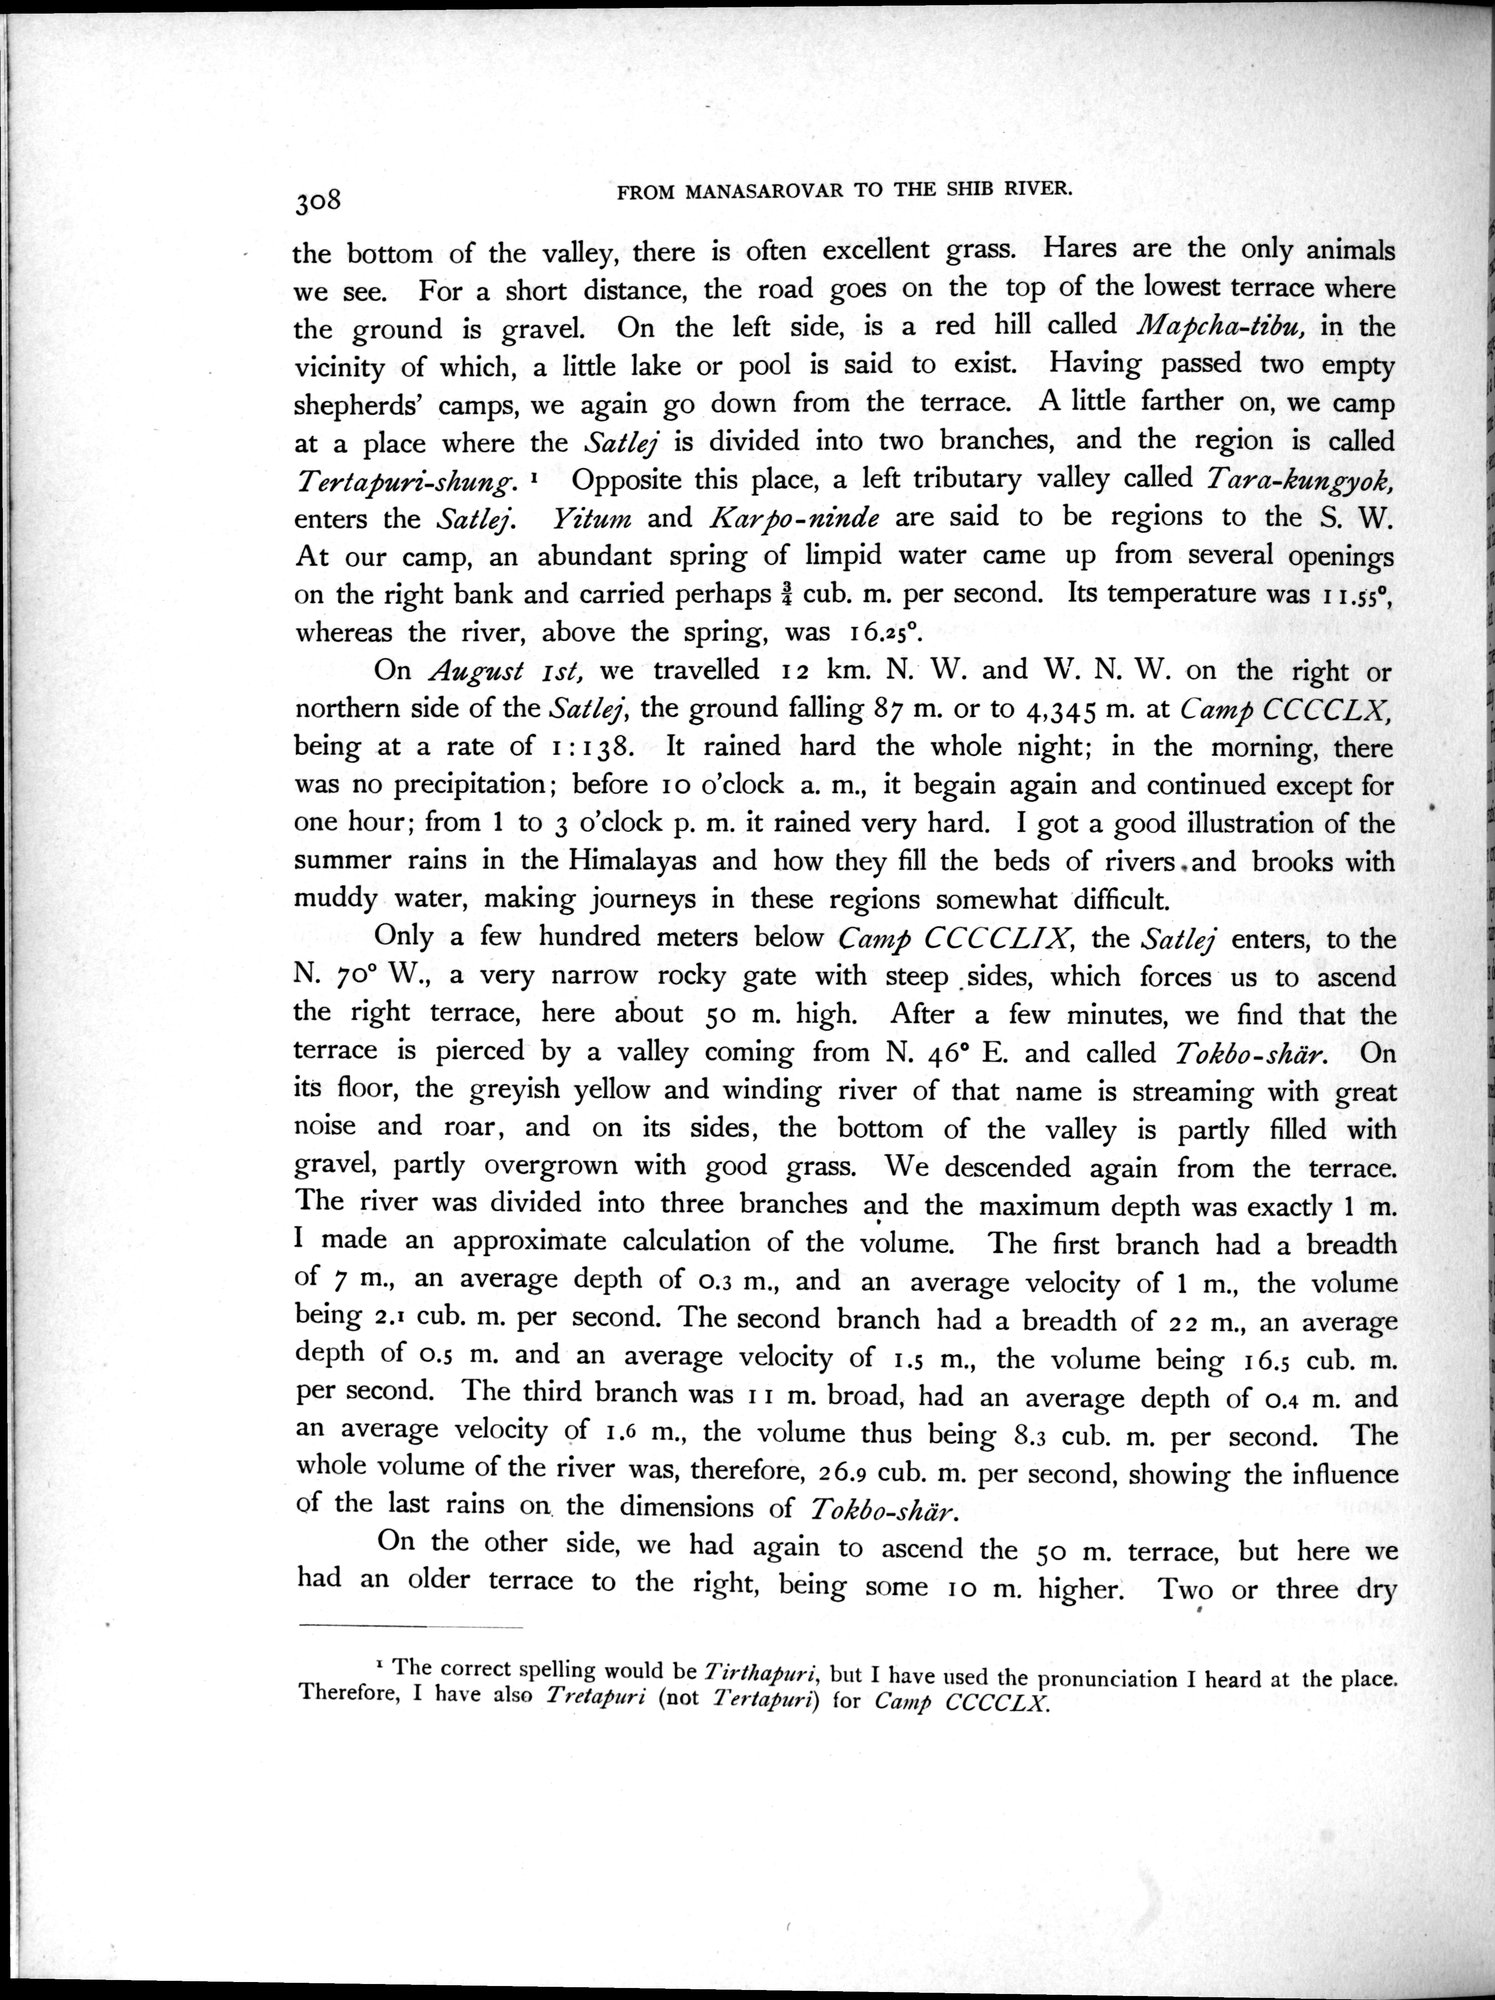 308
FROM MANASAROVAR TO THE SHIB RIVER.
the bottom of the valley, there is often excellent grass. Hares are the only animals
we see. For a short distance, the road goes on the top of the lowest terrace where
the ground is gravel. On the left side, is a red hill called Mapcha-tibu, in the
vicinity of which, a little lake or pool is said to exist. Having passed two empty
shepherds' camps, we again go down from the terrace. A little farther on, we camp
at a place where the Satlej is divided into two branches, and the region is called
Tertapuri-shung. ¹ Opposite this place, a left tributary valley called Tara-kungyok,
enters the Satlej. Yitum and Karpo-ninde are said to be regions to the S. W.
At our camp, an abundant spring of limpid water came up from several openings
on the right bank and carried perhaps ¾ cub. m. per second. Its temperature was 11.55°,
whereas the river, above the spring, was 16.25°.
On August 1st, we travelled 12 km. N. W. and W. N. W. on the right or
northern side of the Satlej, the ground falling 87 m. or to 4,345 m. at Camp CCCCLX,
being at a rate of 1:138. It rained hard the whole night; in the morning, there
was no precipitation; before 10 o'clock a. m., it begain again and continued except for
one hour; from 1 to 3 o'clock p. m. it rained very hard. I got a good illustration of the
summer rains in the Himalayas and how they fill the beds of rivers and brooks with
muddy water, making journeys in these regions somewhat difficult.
Only a few hundred meters below Camp CCCCLIX, the Satlej enters, to the
N. 70° W., a very narrow rocky gate with steep sides, which forces us to ascend
the right terrace, here about 50 m. high. After a few minutes, we find that the
terrace is pierced by a valley coming from N. 46° E. and called Tokbo-shär. On
its floor, the greyish yellow and winding river of that name is streaming with great
noise and roar, and on its sides, the bottom of the valley is partly filled with
gravel, partly overgrown with good grass. We descended again from the terrace.
The river was divided into three branches and the maximum depth was exactly 1 m.
I made an approximate calculation of the volume. The first branch had a breadth
of 7 m., an average depth of 0.3 m., and an average velocity of 1 m., the volume
being 2.1 cub. m. per second. The second branch had a breadth of 22 m., an average
depth of 0.5 m. and an average velocity of 1.5 m., the volume being 16.5 cub. m.
per second. The third branch was 11 m. broad, had an average depth of 0.4 m. and
an average velocity of 1.6 m., the volume thus being 8.3 cub. m. per second. The
whole volume of the river was, therefore, 26.9 cub. m. per second, showing the influence
of the last rains on the dimensions of Tokbo-shär.
On the other side, we had again to ascend the 50 m. terrace, but here we
had an older terrace to the right, being some 10 m. higher. Two or three dry
¹ The correct spelling would be Tirthapuri, but I have used the pronunciation I heard at the place.
Therefore, I have also Tretapuri (not Tertapuri) for Camp CCCCLX.